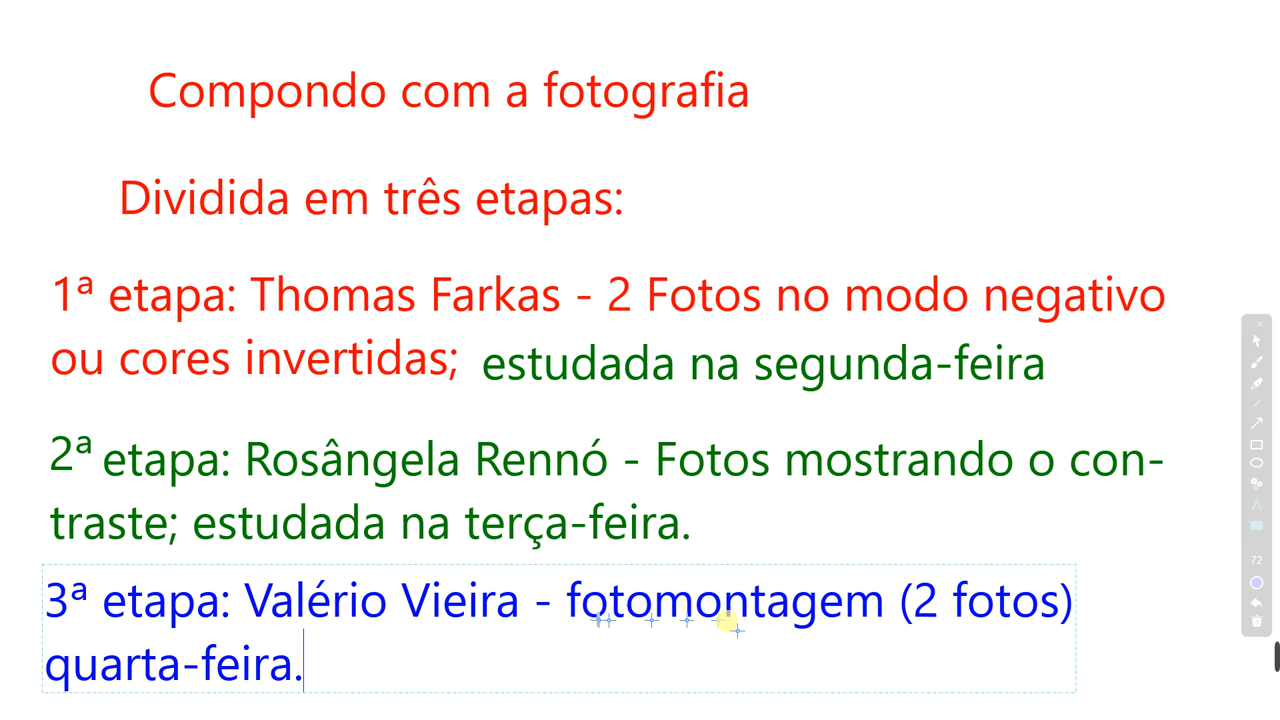 Compondo com a fotografia
Dividida em três etapas:
1ª etapa: Thomas Farkas - 2 Fotos no modo negativo
ou cores invertidas; estudada na segunda-feira
2ª etapa: Rosângela Rennó - Fotos mostrando o con-
traste; estudada na terça-feira.
3ª etapa: Valério Vieira - fotomontagem (2 fotos)
quarta-feira.
72